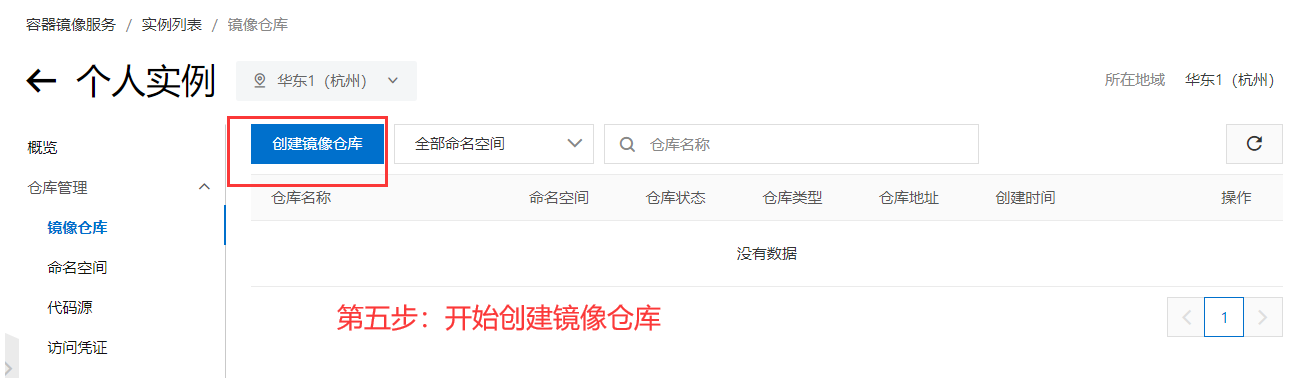 容器镜像服务 / 实例列表 / 镜像仓库
个人实例 华东1（杭州） 所在地域 华东1（杭州）
概览
仓库管理
镜像仓库
命名空间
代码源
访问凭证
创建镜像仓库 全部命名空间 仓库名称
仓库名称 命名空间 仓库状态 仓库类型 仓库地址 创建时间 操作
没有数据
1
第五步：开始创建镜像仓库